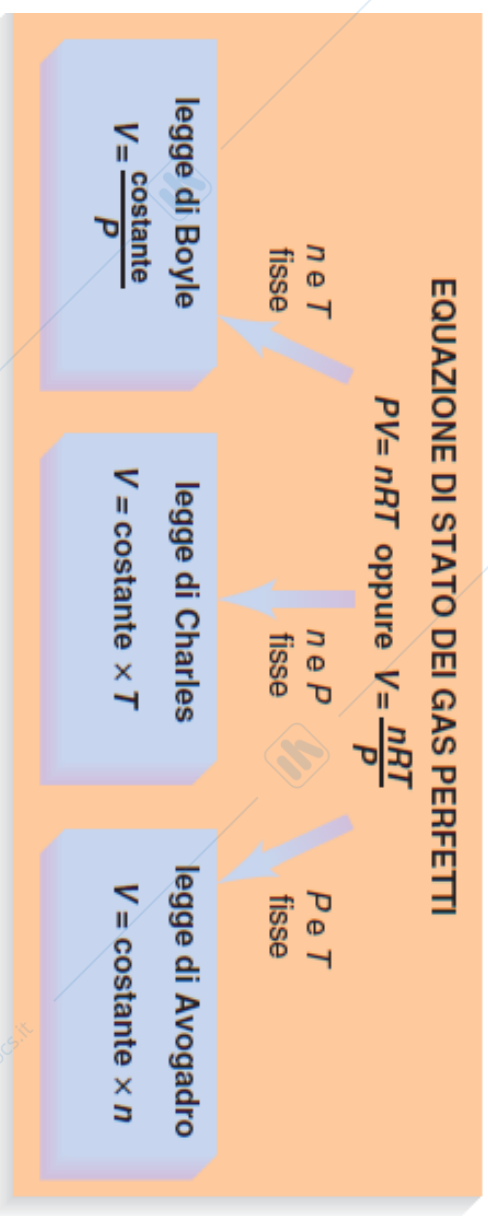 EQUAZIONE DI STATO DEI GAS PERFETTI
PV = nRT oppure V = nRT/P
n e T
fisse
n e P
fisse
P e T
fisse
legge di Boyle
V = costante/P
legge di Charles
V = costante × T
legge di Avogadro
V = costante × n